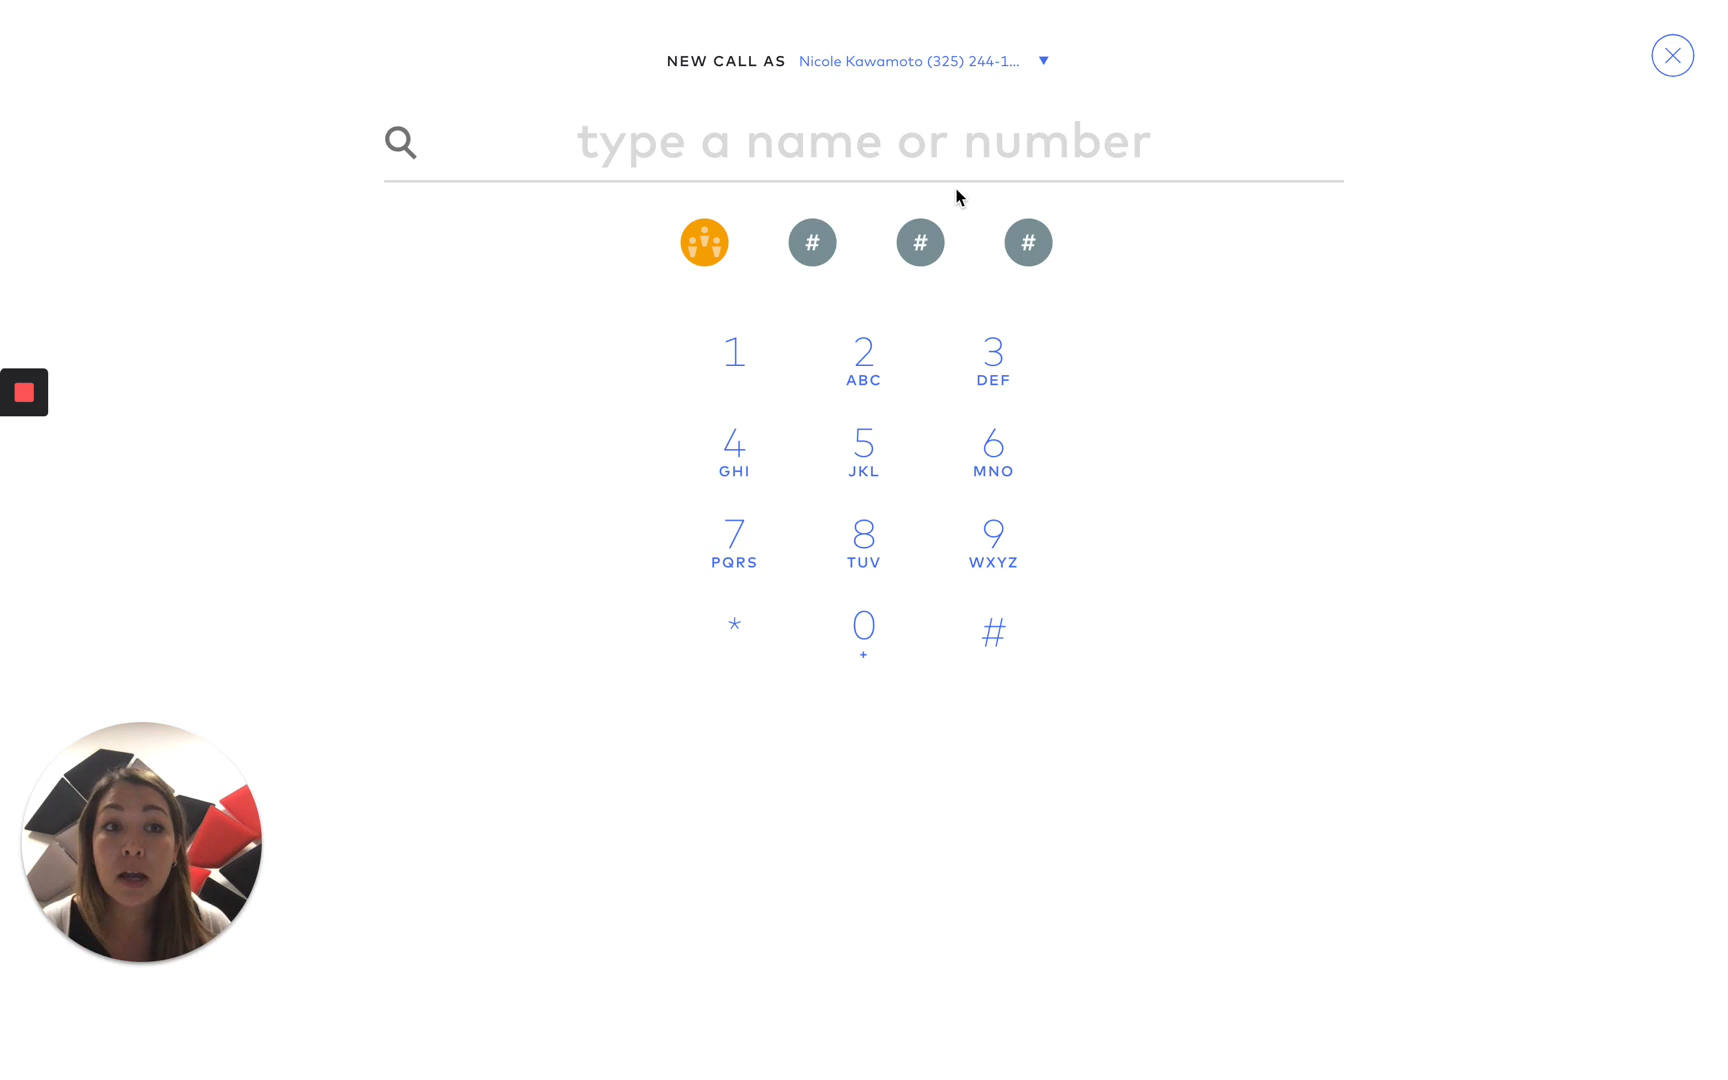 NEW CALL AS Nicole Kawamoto (325) 244-1... ▼
type a name or number
# # #
1 2 3
ABC DEF
4 5 6
GHI JKL MNO
7 8 9
PQRS TUV WXYZ
* 0 #
+